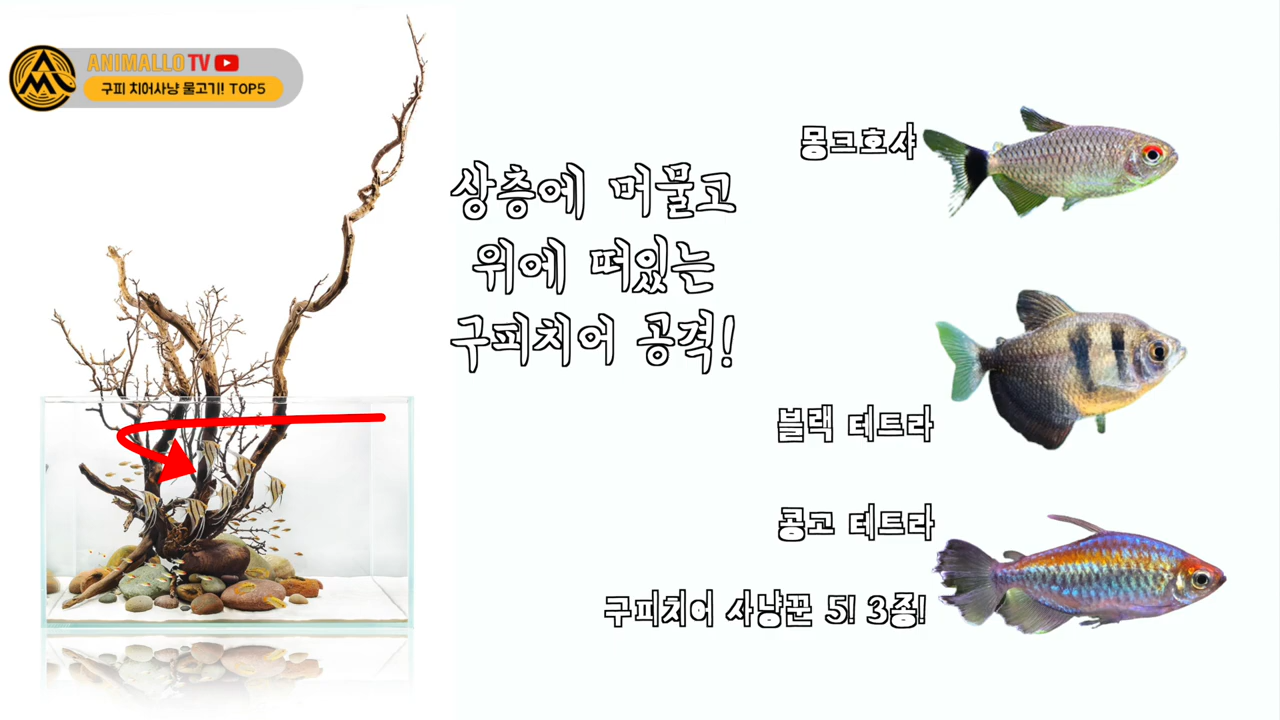 ANIMALLO TV
구피 치어사냥 물고기! TOP5
상층에 머물고
위에 떠있는
구피치어 공격!
몽크호샤
블랙 테트라
콩고 테트라
구피치어 사냥꾼 5! 3종!